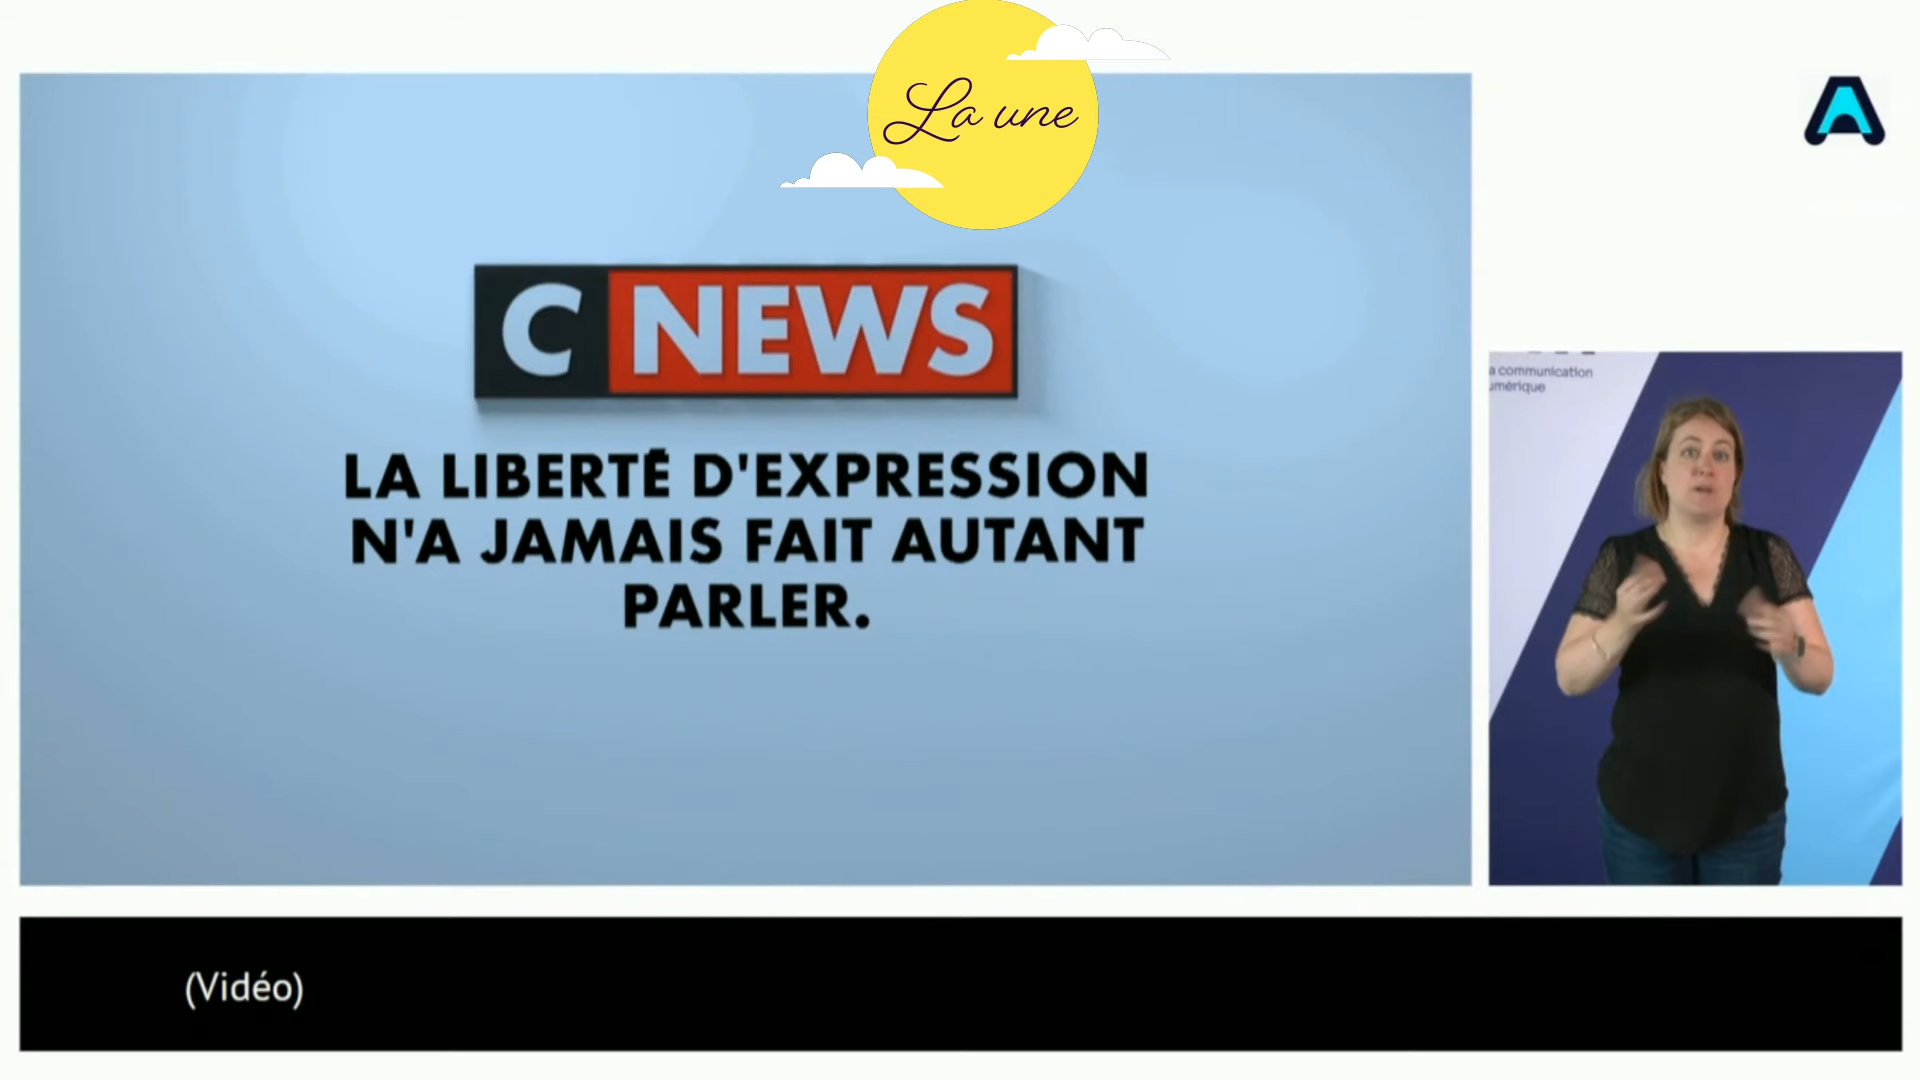 La une
C NEWS
LA LIBERTÉ D'EXPRESSION
N'A JAMAIS FAIT AUTANT
PARLER.
a communication
umérique
(Vidéo)